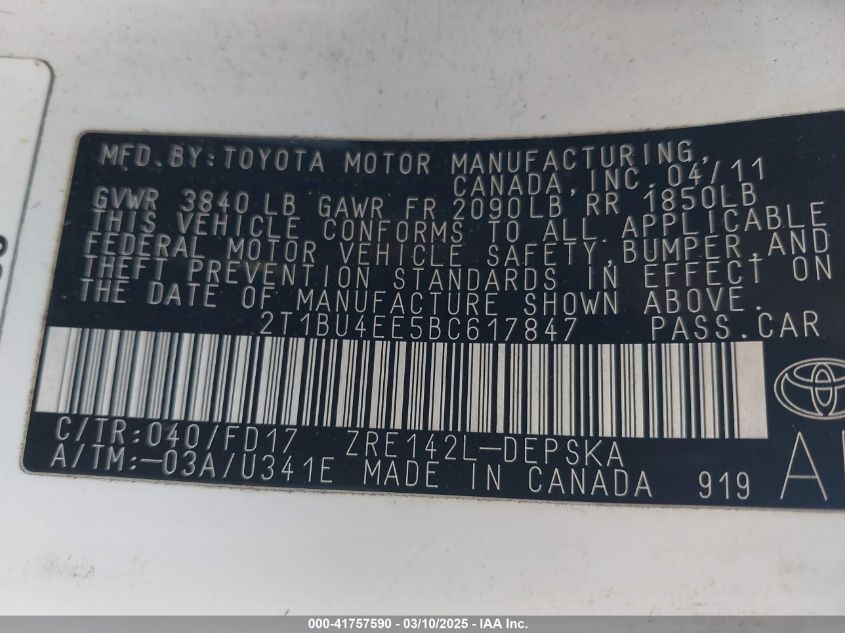 MFD. BY: TOYOTA MOTOR MANUFACTURING,
CANADA, INC. 04/11
GVWR 3840 LB GAWR FR 2090LB, RR 1850LB
THIS VEHICLE CONFORMS TO ALL APPLICABLE
FEDERAL MOTOR VEHICLE SAFETY, BUMPER, AND
THEFT PREVENTION STANDARDS IN EFFECT ON
THE DATE OF MANUFACTURE SHOWN ABOVE.
2T1BU4EE5BC617847 PASS.CAR
C/TR:040/FD17 ZRE142L-DEPSKA
A/TM:-03A/U341E MADE IN CANADA 919
000-41757590 - 03/10/2025 - IAA Inc.